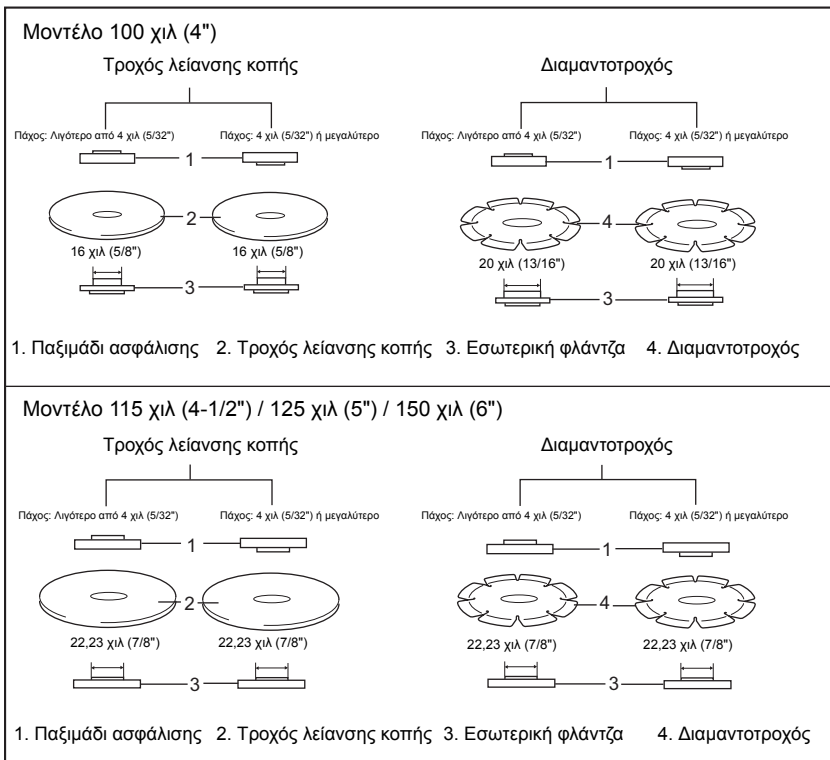 Μοντέλο 100 χιλ (4")
Τροχός λείανσης κοπής Διαμαντοτροχός
Πάχος: Λιγότερο από 4 χιλ (5/32") Πάχος: 4 χιλ (5/32") ή μεγαλύτερο Πάχος: Λιγότερο από 4 χιλ (5/32") Πάχος: 4 χιλ (5/32") ή μεγαλύτερο
1 1
2 4
16 χιλ (5/8") 16 χιλ (5/8") 20 χιλ (13/16") 20 χιλ (13/16")
3 3
1. Παξιμάδι ασφάλισης 2. Τροχός λείανσης κοπής 3. Εσωτερική φλάντζα 4. Διαμαντοτροχός
Μοντέλο 115 χιλ (4-1/2") / 125 χιλ (5") / 150 χιλ (6")
Τροχός λείανσης κοπής Διαμαντοτροχός
Πάχος: Λιγότερο από 4 χιλ (5/32") Πάχος: 4 χιλ (5/32") ή μεγαλύτερο Πάχος: Λιγότερο από 4 χιλ (5/32") Πάχος: 4 χιλ (5/32") ή μεγαλύτερο
1 1
2 4
22,23 χιλ (7/8") 22,23 χιλ (7/8") 22,23 χιλ (7/8") 22,23 χιλ (7/8")
3 3
1. Παξιμάδι ασφάλισης 2. Τροχός λείανσης κοπής 3. Εσωτερική φλάντζα 4. Διαμαντοτροχός